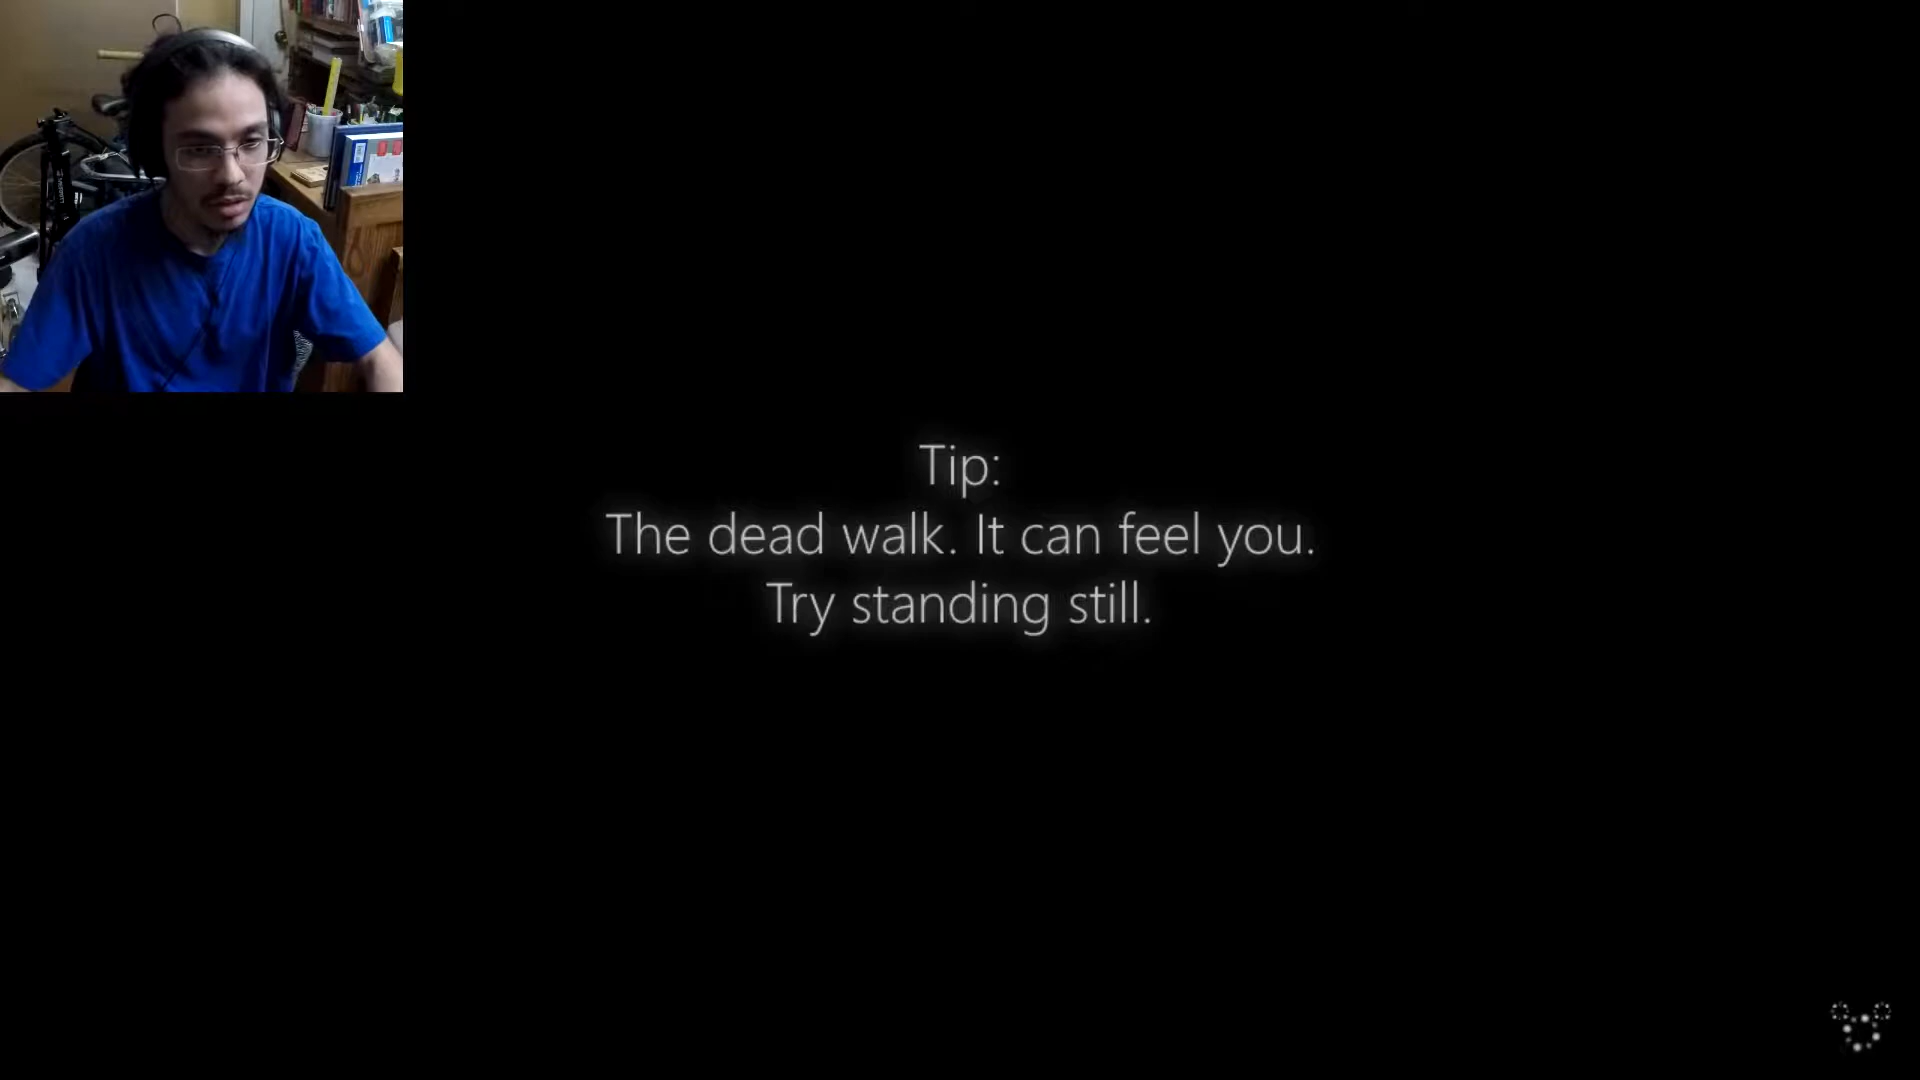 Tip:
The dead walk. It can feel you.
Try standing still.